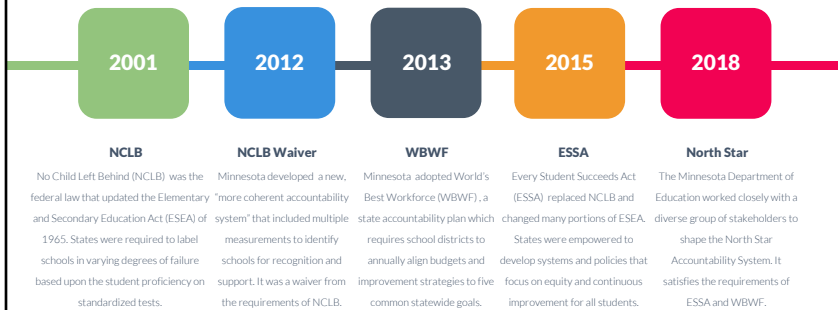 2001
2012
2013
2015
2018
NCLB
No Child Left Behind (NCLB) was the
federal law that updated the Elementary
and Secondary Education Act (ESEA) of
1965. States were required to label
schools in varying degrees of failure
based upon the student proficiency on
standardized tests.
NCLB Waiver
Minnesota developed a new,
"more coherent accountability
system" that included multiple
measurements to identify
schools for recognition and
support. It was a waiver from
the requirements of NCLB.
WBWF
Minnesota adopted World's
Best Workforce (WBWF) , a
state accountability plan which
requires school districts to
annually align budgets and
improvement strategies to five
common statewide goals.
ESSA
Every Student Succeeds Act
(ESSA) replaced NCLB and
changed many portions of ESEA.
States were empowered to
develop systems and policies that
focus on equity and continuous
improvement for all students.
North Star
The Minnesota Department of
Education worked closely with a
diverse group of stakeholders to
shape the North Star
Accountability System. It
satisfies the requirements of
ESSA and WBWF.